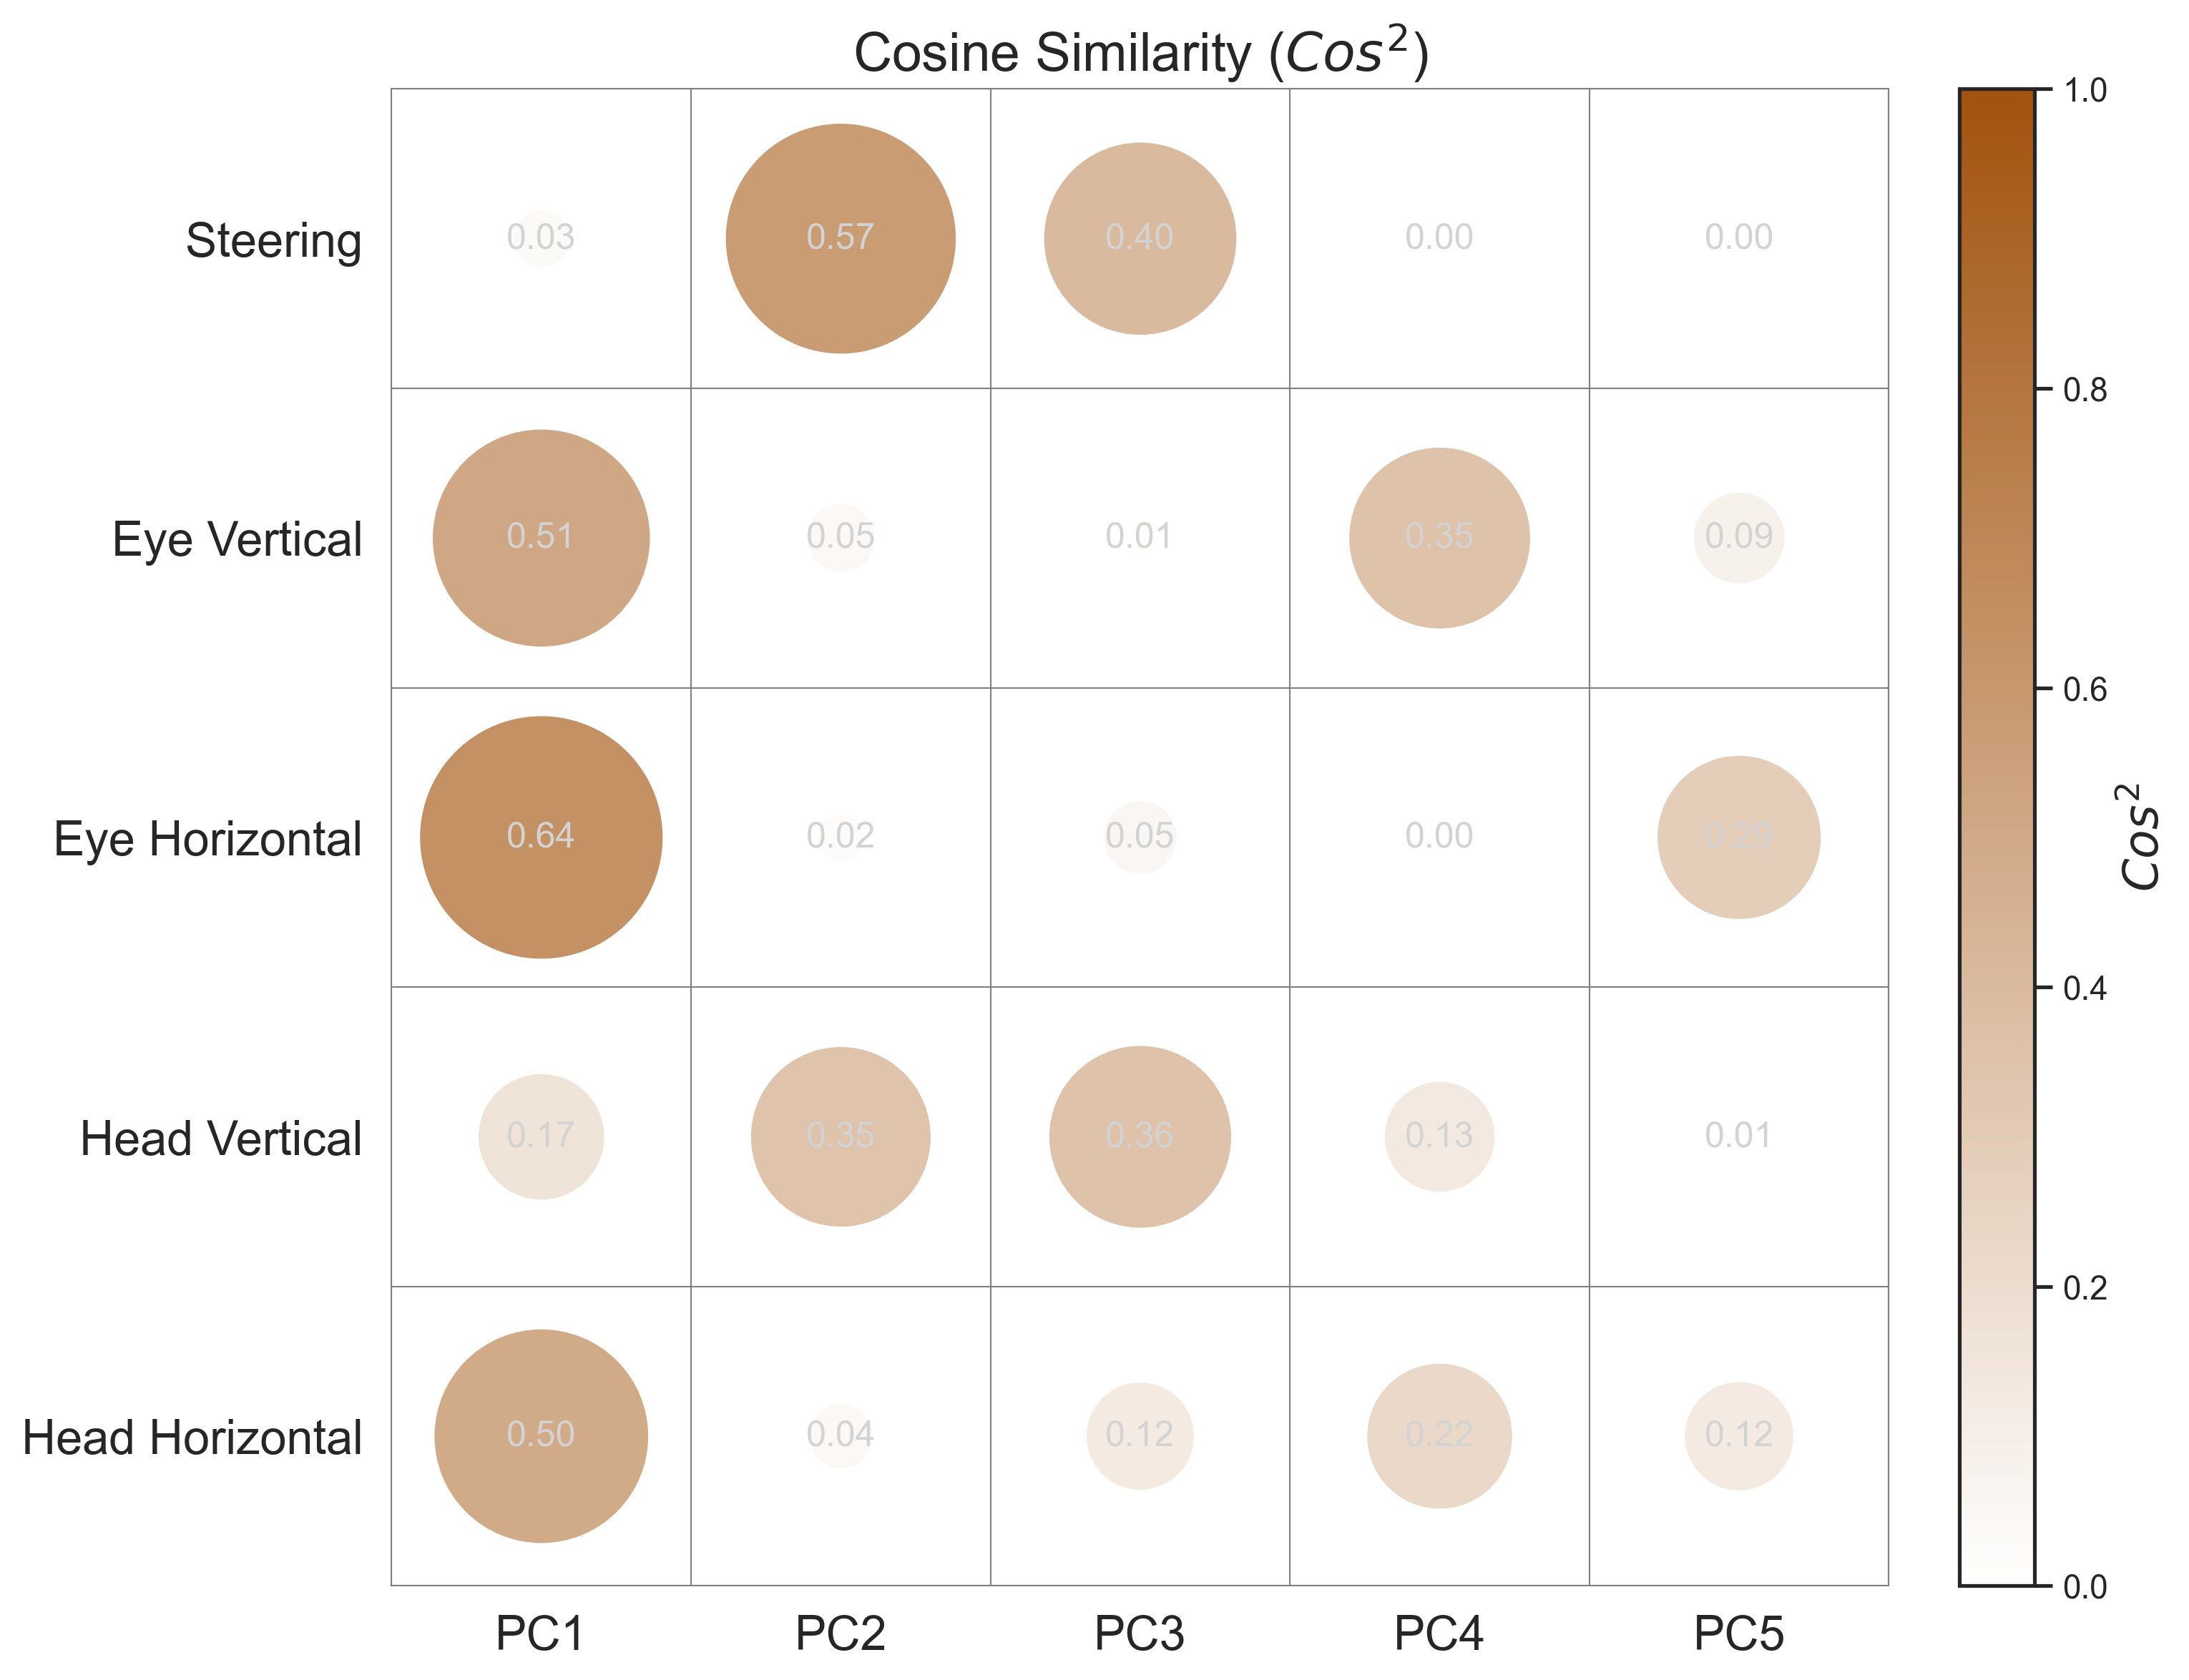 Cosine Similarity (Cos²)
Steering 0.03 0.57 0.40 0.00 0.00
Eye Vertical 0.51 0.05 0.01 0.35 0.09
Eye Horizontal 0.64 0.02 0.05 0.00 0.28
Head Vertical 0.17 0.35 0.36 0.13 0.01
Head Horizontal 0.50 0.04 0.12 0.22 0.12
PC1 PC2 PC3 PC4 PC5
1.0
0.8
0.6
0.4
0.2
0.0
Cos²